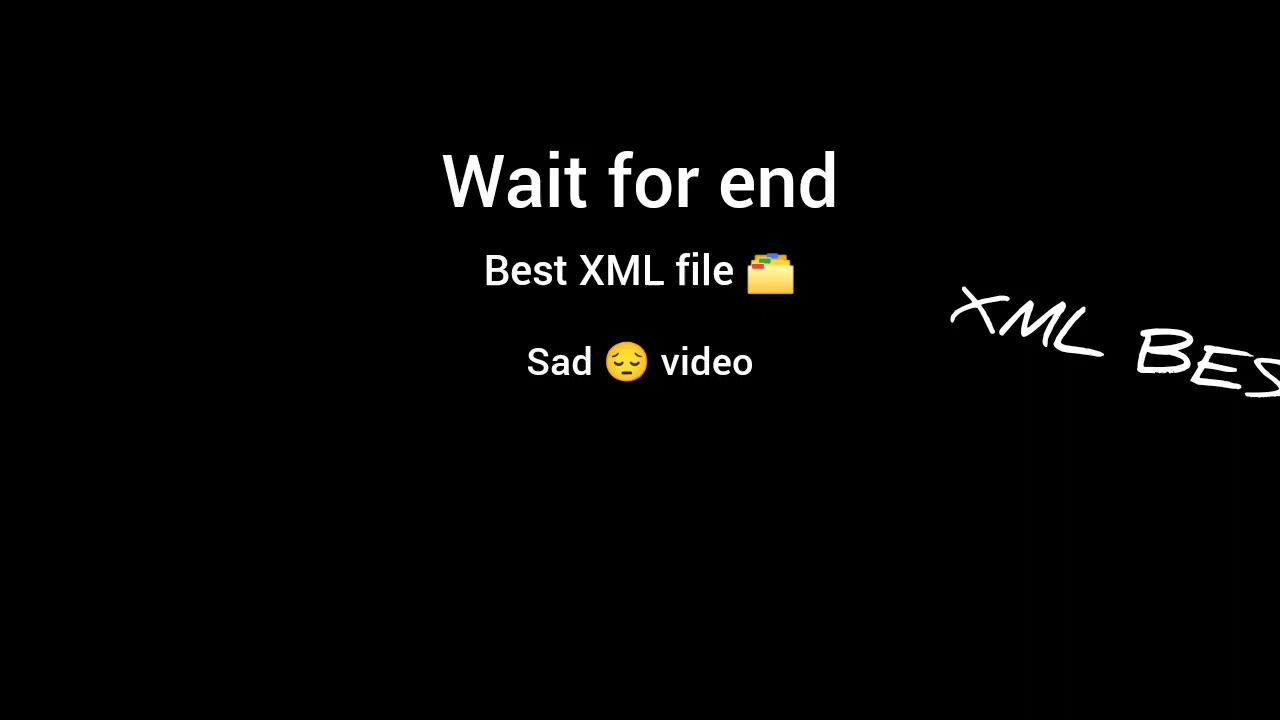 Wait for end
Best XML file 🗂️
Sad 😔 video
XML BES